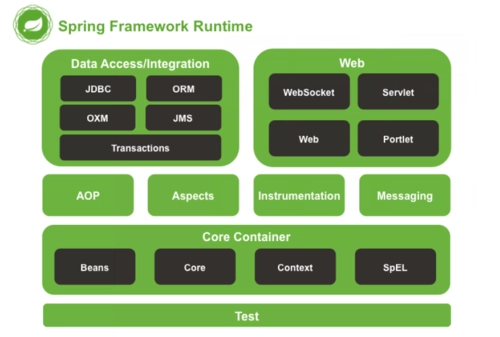 Spring Framework Runtime
Data Access/Integration
JDBC
ORM
OXM
JMS
Transactions
Web
WebSocket
Servlet
Web
Portlet
AOP
Aspects
Instrumentation
Messaging
Core Container
Beans
Core
Context
SpEL
Test